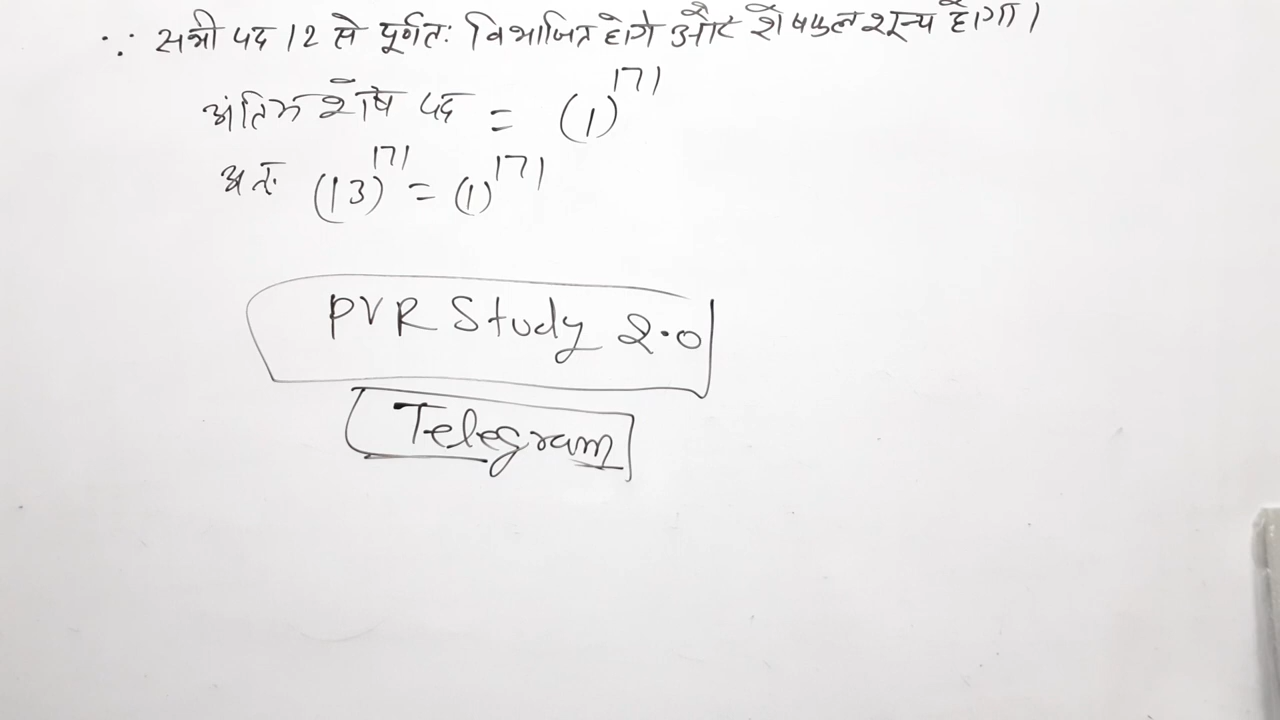 ∵ सभी पद 12 से पूर्णतः विभाजित होंगे और शेषफल शून्य होगा।
अंतिम शेष पद = (1)^171
अतः (13)^171 = (1)^171
PVR Study 2.0
Telegram